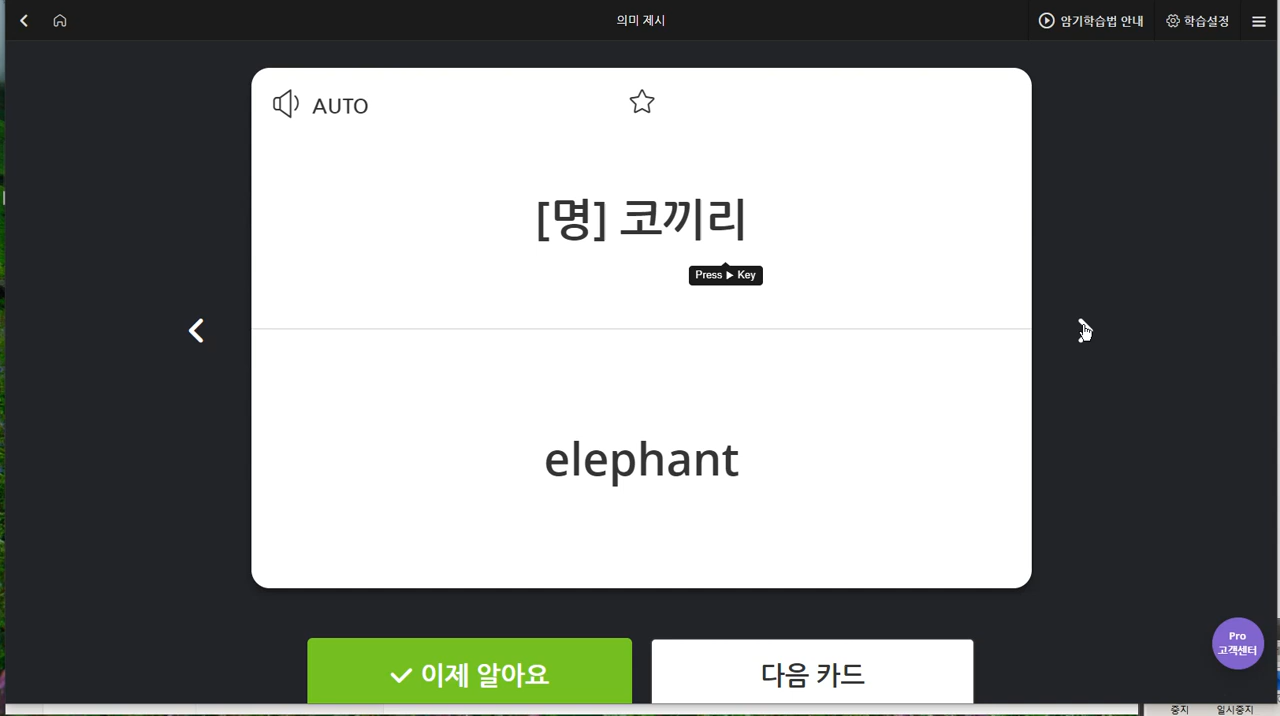 의미 제시
암기학습법 안내
학습설정
AUTO
[명] 코끼리
Press ▶ Key
elephant
Pro
고객센터
✓ 이제 알아요
다음 카드
중지
일시중지